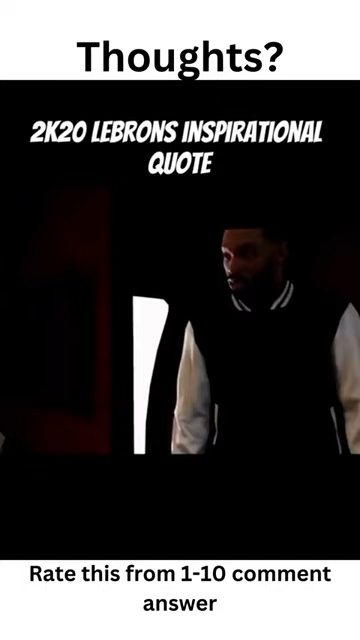 Thoughts?
2K20 LEBRONS INSPIRATIONAL
QUOTE
Rate this from 1-10 comment
answer